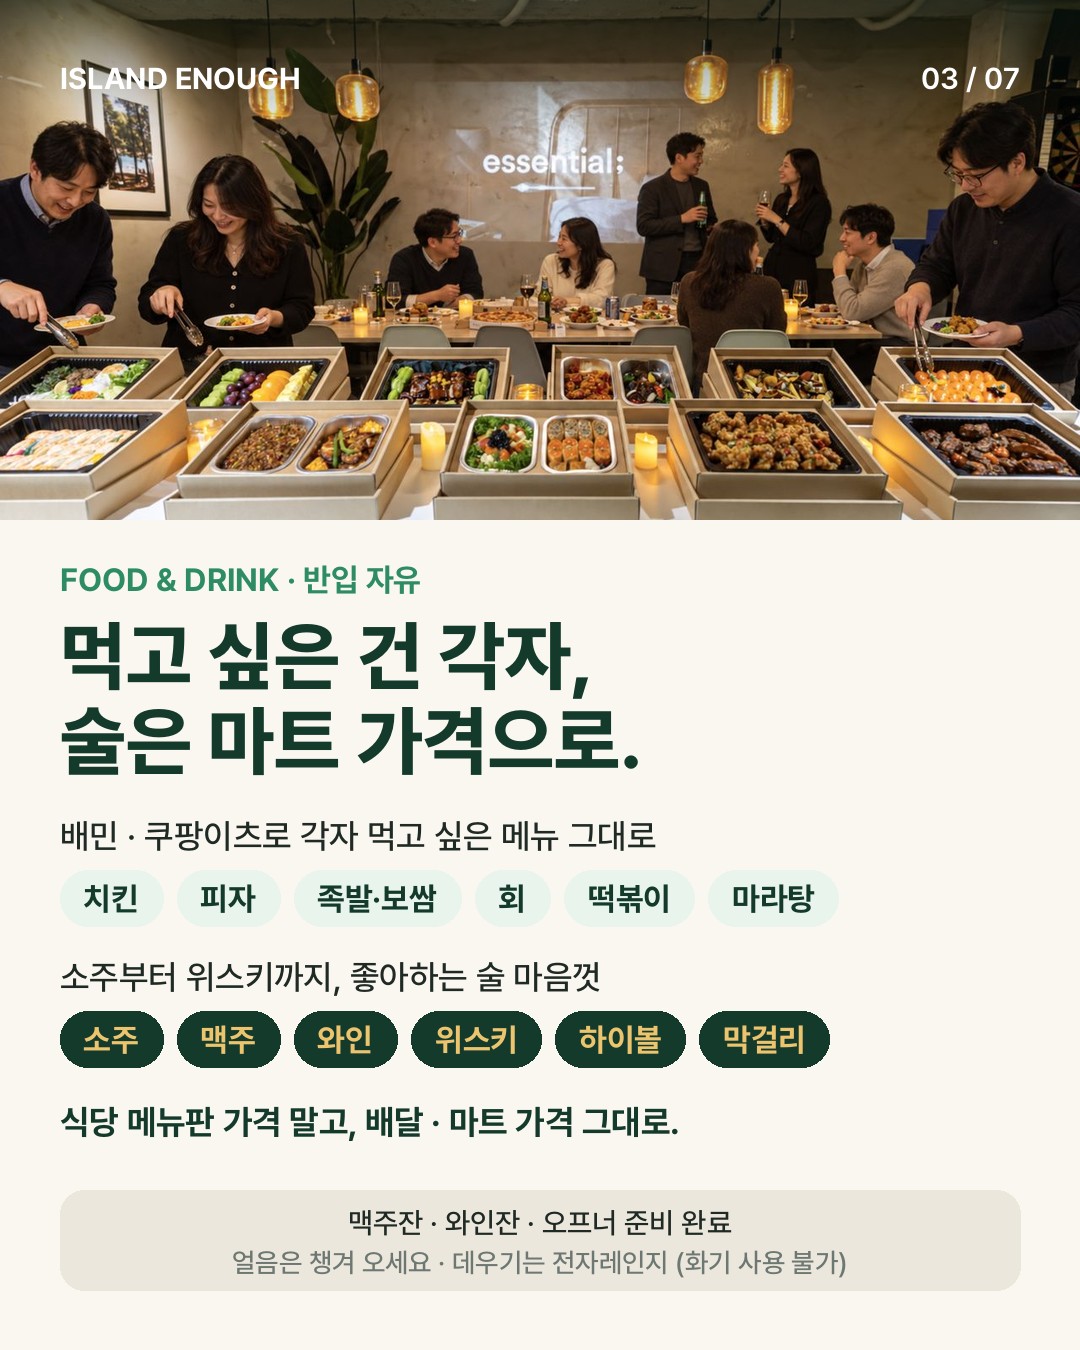 ISLAND ENOUGH
03 / 07
essential;
FOOD & DRINK · 반입 자유
먹고 싶은 건 각자,
술은 마트 가격으로.
배민 · 쿠팡이츠로 각자 먹고 싶은 메뉴 그대로
치킨 피자 족발·보쌈 회 떡볶이 마라탕
소주부터 위스키까지, 좋아하는 술 마음껏
소주 맥주 와인 위스키 하이볼 막걸리
식당 메뉴판 가격 말고, 배달 · 마트 가격 그대로.
맥주잔 · 와인잔 · 오프너 준비 완료
얼음은 챙겨 오세요 · 데우기는 전자레인지 (화기 사용 불가)